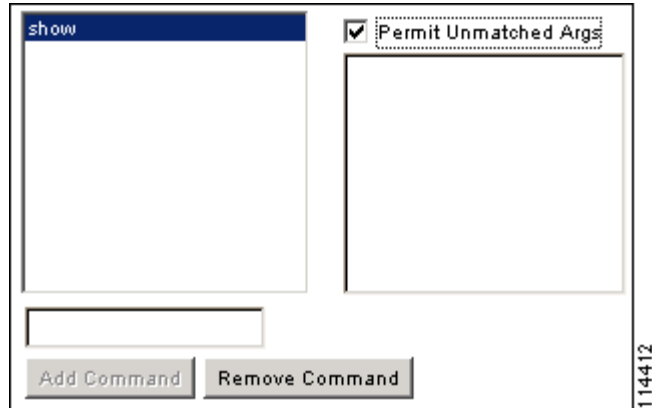 show
Permit Unmatched Args
Add Command
Remove Command
114412